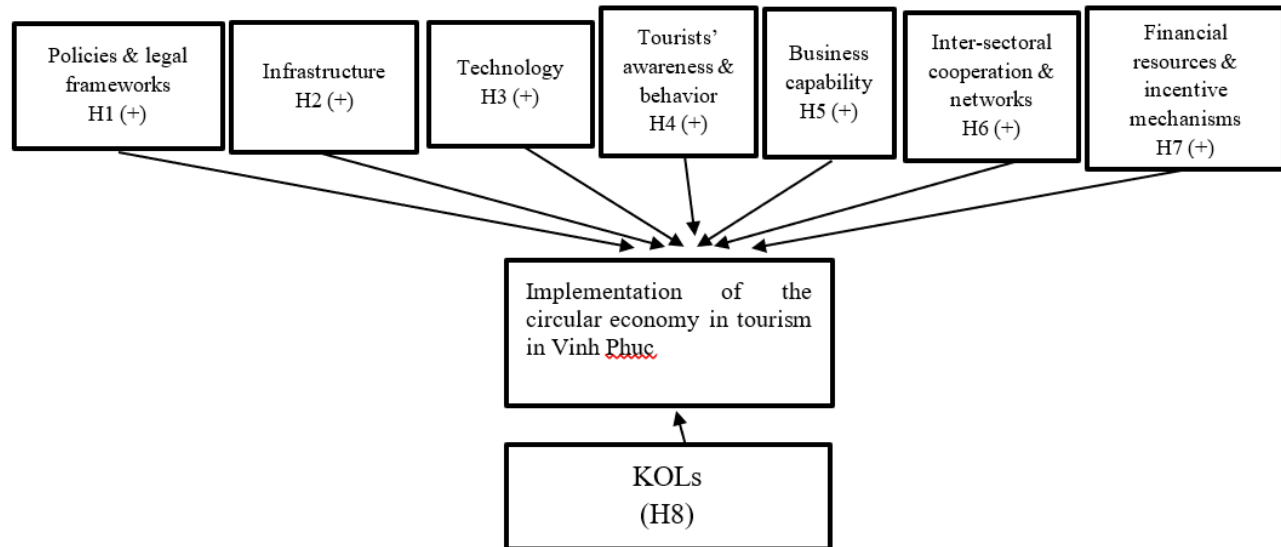 Policies & legal
frameworks
H1 (+)
Infrastructure
H2 (+)
Technology
H3 (+)
Tourists’
awareness &
behavior
H4 (+)
Business
capability
H5 (+)
Inter-sectoral
cooperation &
networks
H6 (+)
Financial
resources &
incentive
mechanisms
H7 (+)
Implementation of the
circular economy in tourism
in Vinh Phuc
KOLs
(H8)